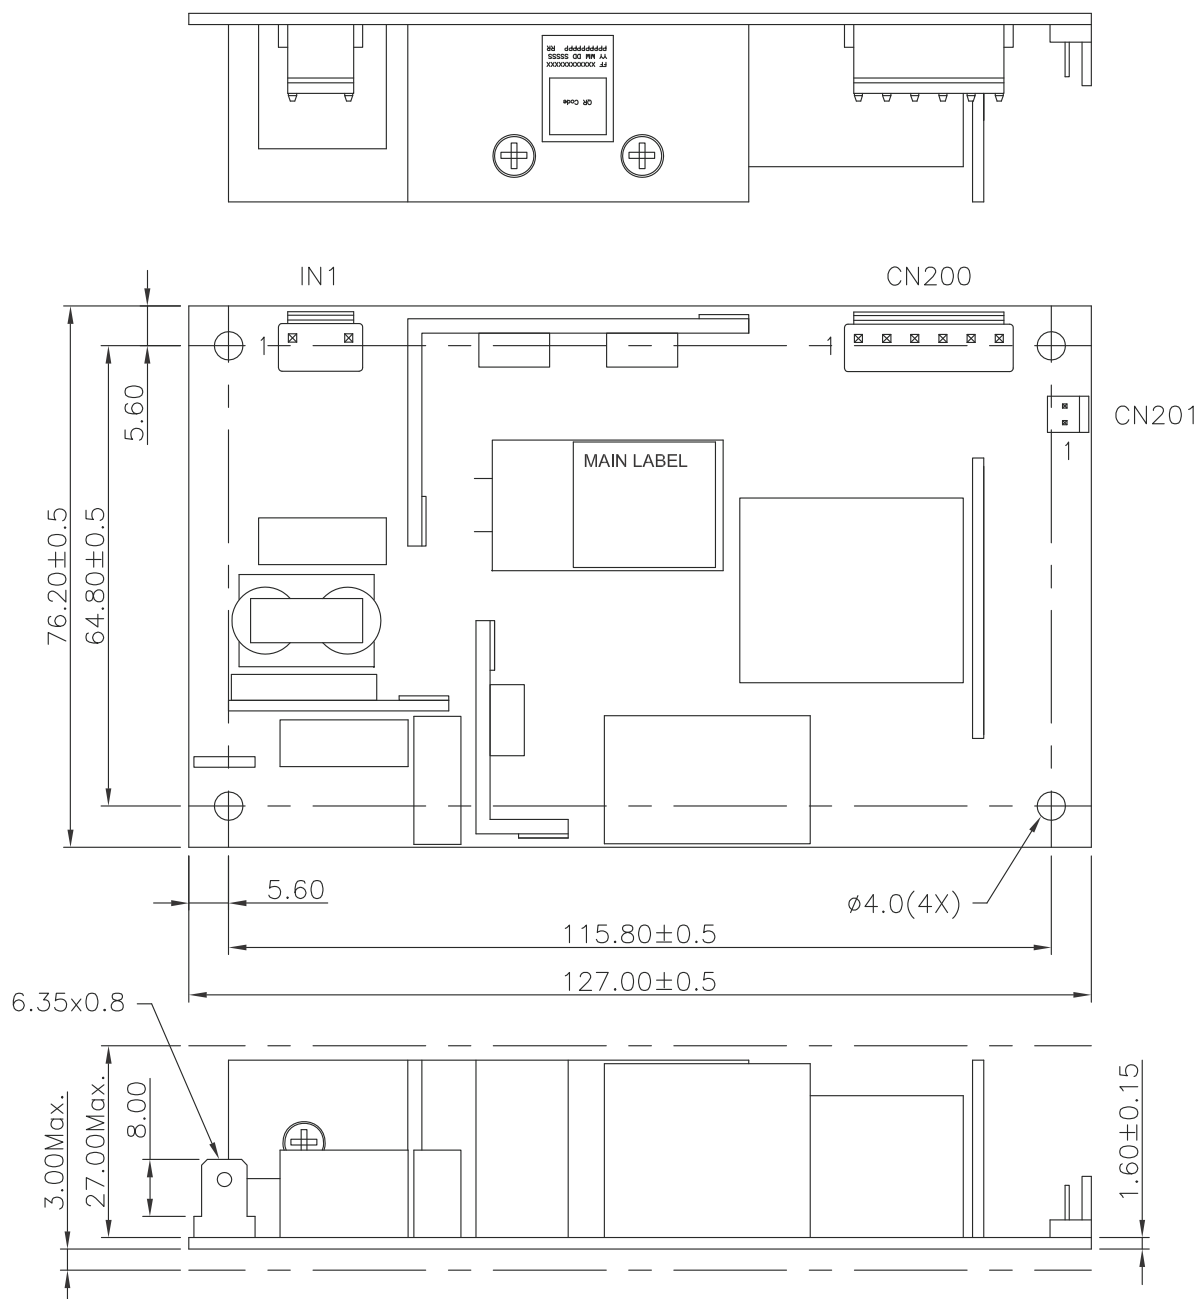 FF XXXXXXXXXXXX
YY MM DD SSSSS
PPPPPPPPPP RR
QR Code
IN1
CN200
1
1
CN201
1
5.60
76.20±0.5
64.80±0.5
MAIN LABEL
5.60
ø4.0(4X)
115.80±0.5
127.00±0.5
6.35x0.8
3.00Max.
27.00Max.
8.00
1.60±0.15